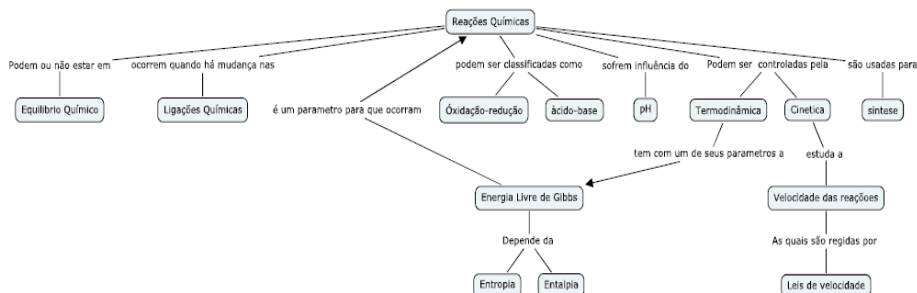 Reações Químicas
Podem ou não estar em
ocorrem quando há mudança nas
podem ser classificadas como
sofrem influência do
Podem ser controladas pela
são usadas para
Equilíbrio Químico
Ligações Químicas
é um parametro para que ocorram
Óxidação-redução
àcido-base
pH
Termodinâmica
Cinetica
sintese
tem com um de seus parametros a
estuda a
Energia Livre de Gibbs
Velocidade das reaçãoes
Depende da
As quais são regidas por
Entropia
Entalpia
Leis de velocidade